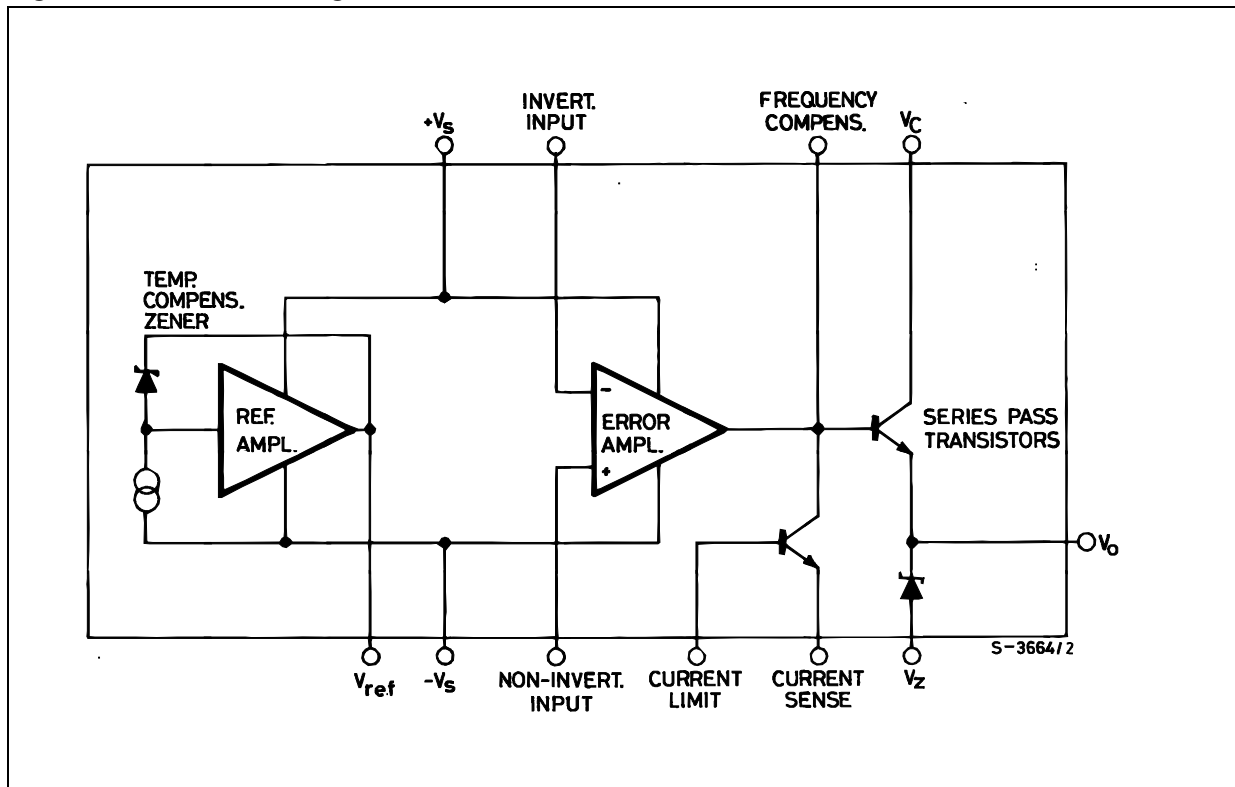 +VS
INVERT.
INPUT
FREQUENCY
COMPENS.
VC
TEMP.
COMPENS.
ZENER
REF.
AMPL.
-
ERROR
AMPL.
+
SERIES PASS
TRANSISTORS
VO
S-3664/2
Vref
-VS
NON-INVERT.
INPUT
CURRENT
LIMIT
CURRENT
SENSE
VZ